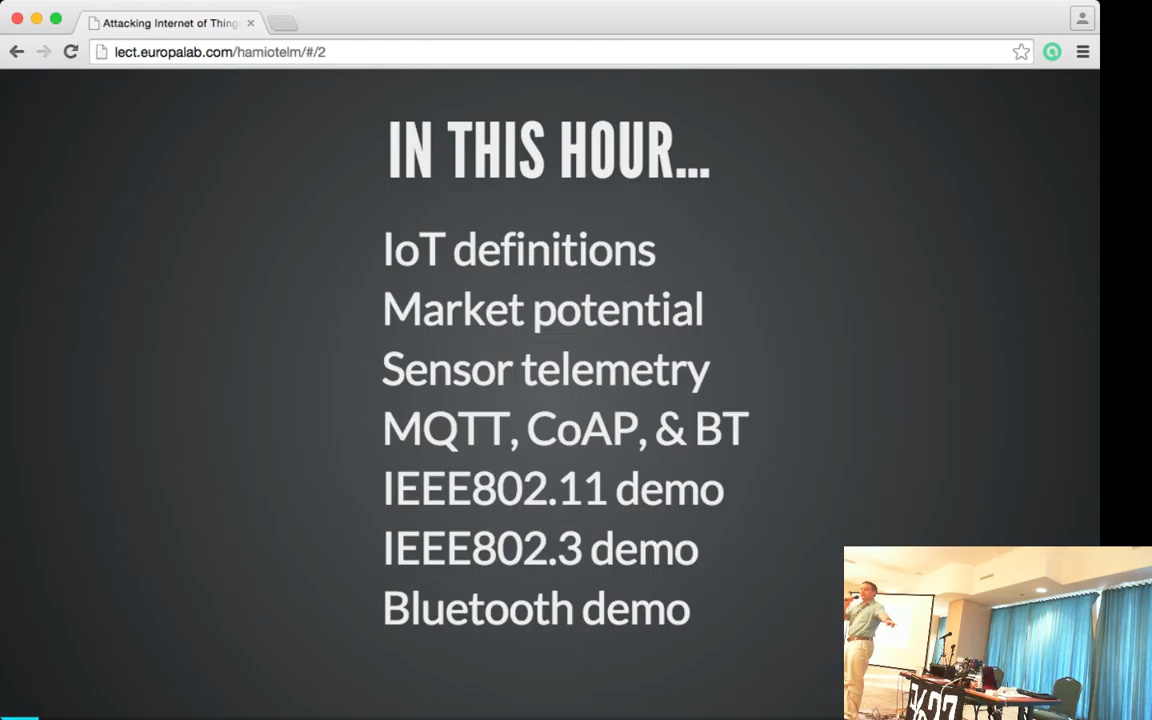 Attacking Internet of Thing
lect.europalab.com/hamiotelm/#/2
IN THIS HOUR...
IoT definitions
Market potential
Sensor telemetry
MQTT, CoAP, & BT
IEEE802.11 demo
IEEE802.3 demo
Bluetooth demo